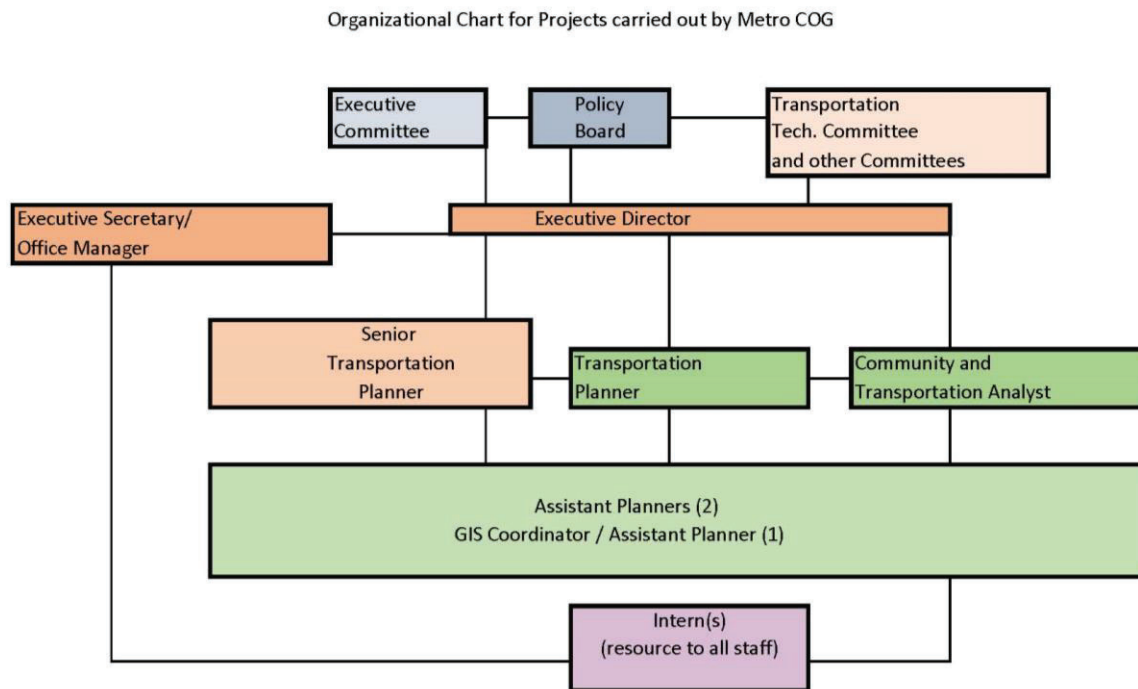 Organizational Chart for Projects carried out by Metro COG
Executive
Committee
Policy
Board
Transportation
Tech. Committee
and other Committees
Executive Secretary/
Office Manager
Executive Director
Senior
Transportation
Planner
Transportation
Planner
Community and
Transportation Analyst
Assistant Planners (2)
GIS Coordinator / Assistant Planner (1)
Intern(s)
(resource to all staff)